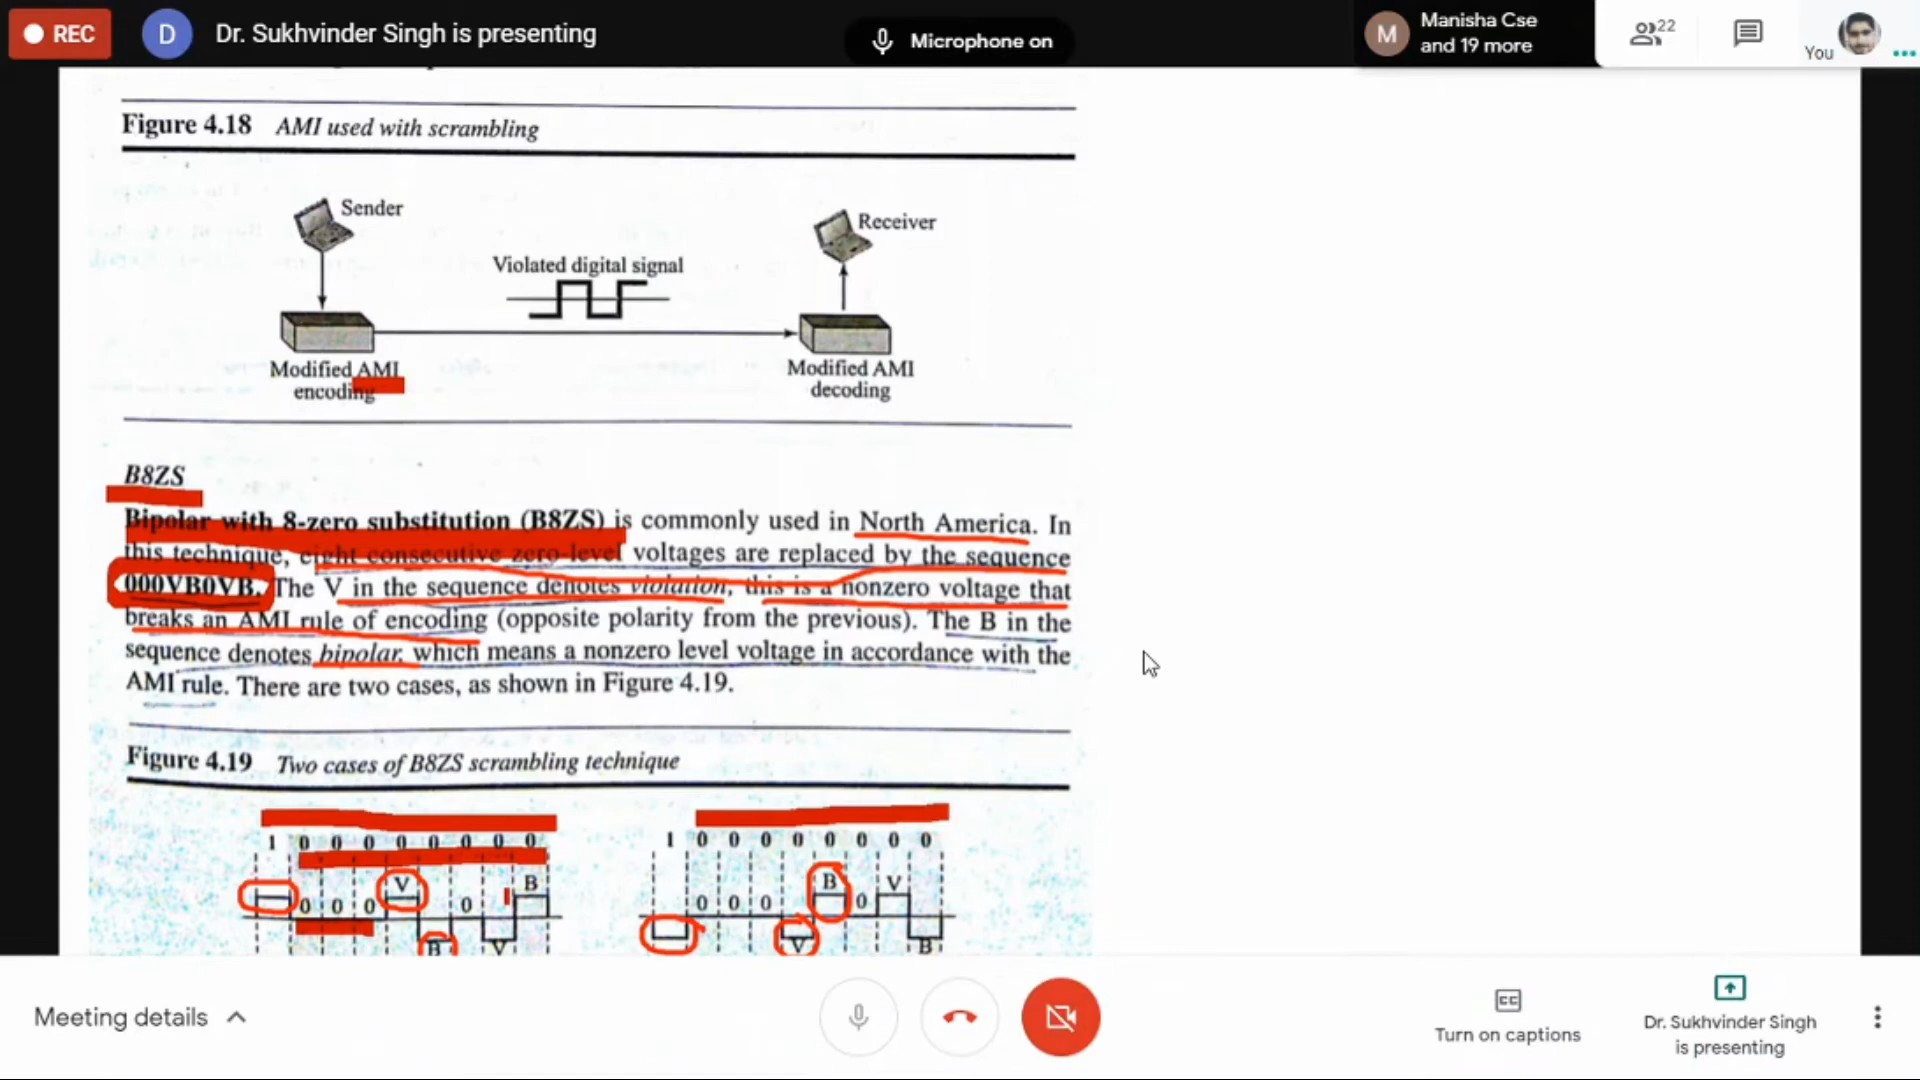 REC
D
Dr. Sukhvinder Singh is presenting
Microphone on
M
Manisha Cse
and 19 more
22
You
Figure 4.18 AMI used with scrambling
Sender
Receiver
Violated digital signal
Modified AMI
encoding
Modified AMI
decoding
B8ZS
Bipolar with 8-zero substitution (B8ZS) is commonly used in North America. In
this technique, eight consecutive zero-level voltages are replaced by the sequence
000VB0VB. The V in the sequence denotes violation, this is a nonzero voltage that
breaks an AMI rule of encoding (opposite polarity from the previous). The B in the
sequence denotes bipolar, which means a nonzero level voltage in accordance with the
AMI rule. There are two cases, as shown in Figure 4.19.
Figure 4.19 Two cases of B8ZS scrambling technique
1 0 0 0 0 0 0 0 0
1 0 0 0 0 0 0 0 0
V B
B V
0 0 0 0
0 0 0 0
B V
V B
Meeting details
CC
Turn on captions
Dr. Sukhvinder Singh
is presenting